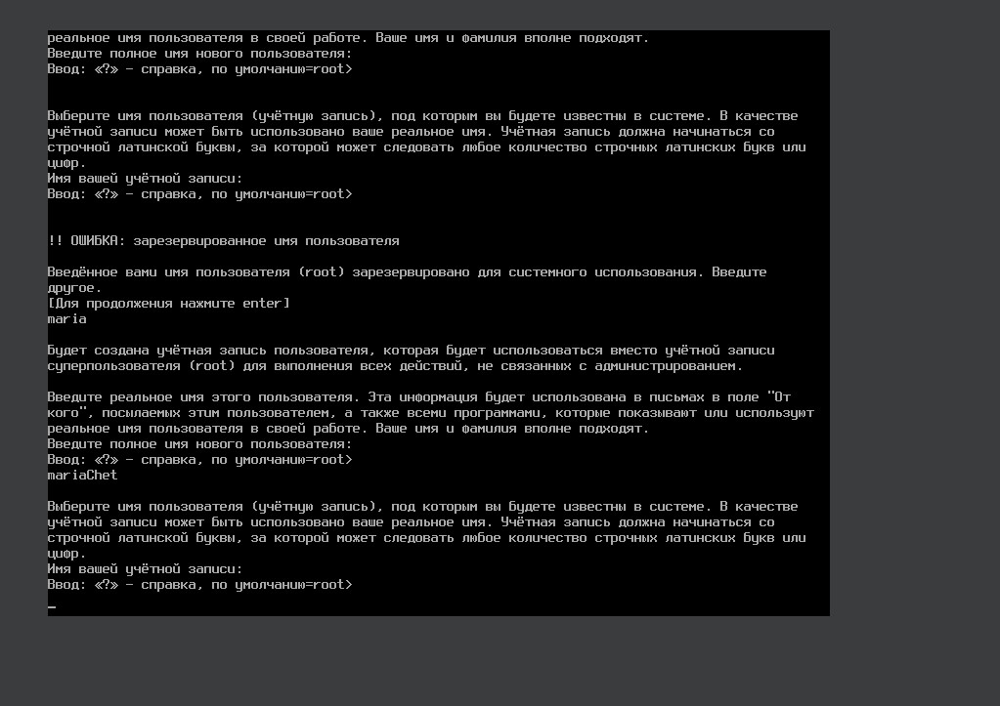 реальное имя пользователя в своей работе. Ваше имя и фамилия вполне подходят.
Введите полное имя нового пользователя:
Ввод: «?» - справка, по умолчанию=root>
Выберите имя пользователя (учётную запись), под которым вы будете известны в системе. В качестве
учётной записи может быть использовано ваше реальное имя. Учётная запись должна начинаться со
строчной латинской буквы, за которой может следовать любое количество строчных латинских букв или
цифр.
Имя вашей учётной записи:
Ввод: «?» - справка, по умолчанию=root>
!! ОШИБКА: зарезервированное имя пользователя
Введённое вами имя пользователя (root) зарезервировано для системного использования. Введите
другое.
[Для продолжения нажмите enter]
maria
Будет создана учётная запись пользователя, которая будет использоваться вместо учётной записи
суперпользователя (root) для выполнения всех действий, не связанных с администрированием.
Введите реальное имя этого пользователя. Эта информация будет использована в письмах в поле "От
кого", посылаемых этим пользователем, а также всеми программами, которые показывают или используют
реальное имя пользователя в своей работе. Ваше имя и фамилия вполне подходят.
Введите полное имя нового пользователя:
Ввод: «?» - справка, по умолчанию=root>
mariaChet
Выберите имя пользователя (учётную запись), под которым вы будете известны в системе. В качестве
учётной записи может быть использовано ваше реальное имя. Учётная запись должна начинаться со
строчной латинской буквы, за которой может следовать любое количество строчных латинских букв или
цифр.
Имя вашей учётной записи:
Ввод: «?» - справка, по умолчанию=root>
_